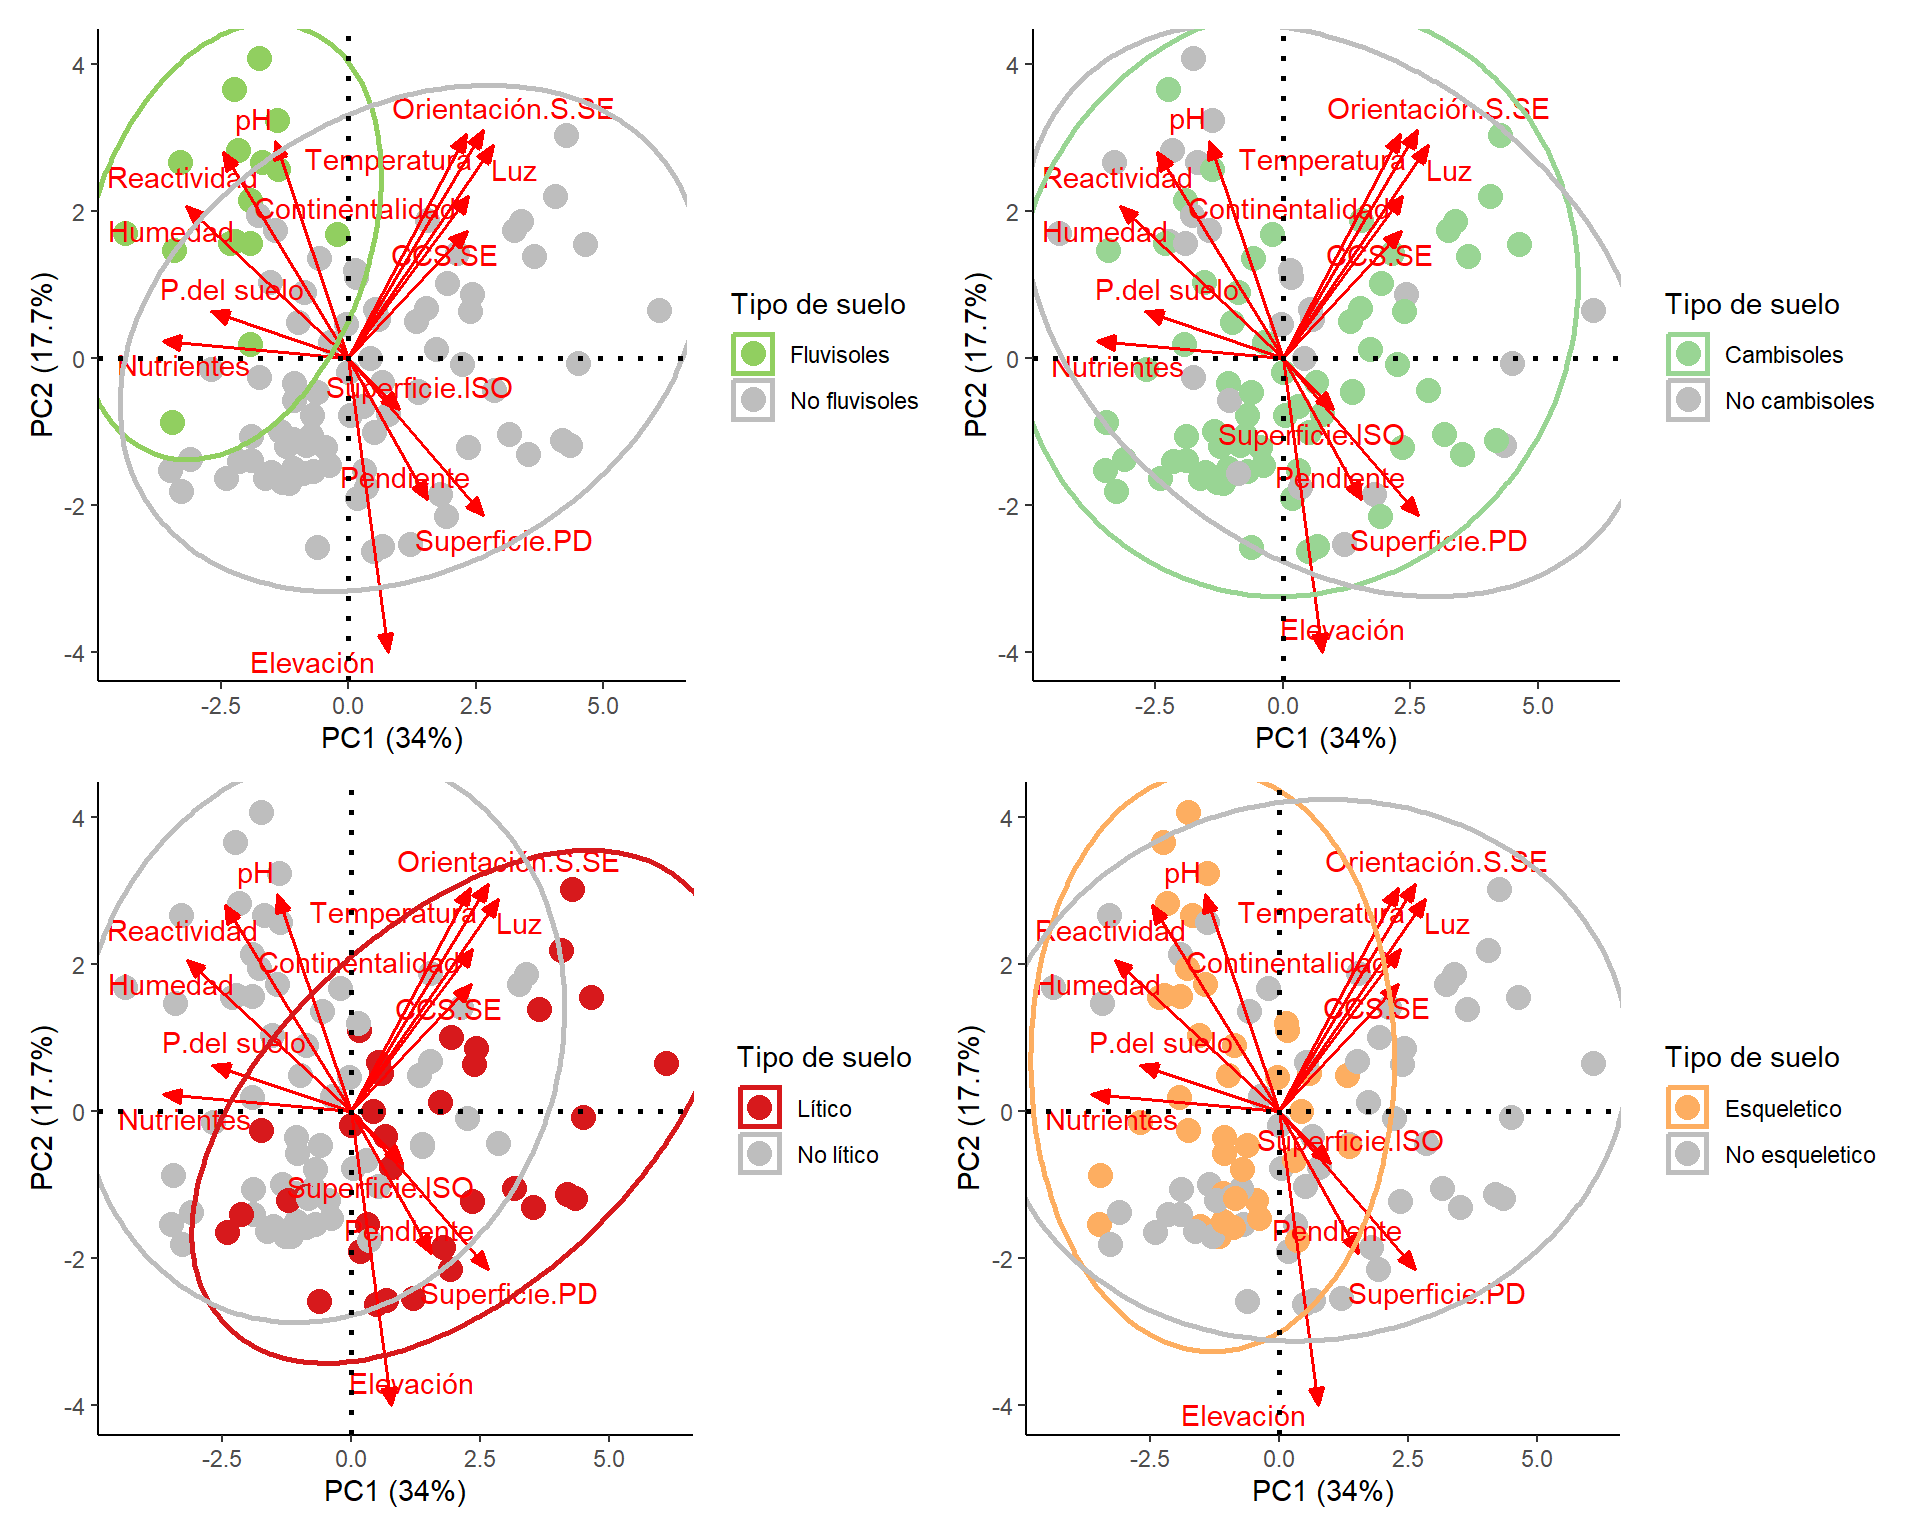 4
2
0
-2
-4
PC2 (17.7%)
-2.5
0.0
2.5
5.0
PC1 (34%)
Orientación.S.SE
pH
Temperatura
Luz
Reactividad
Continentalidad
Humedad
CCS.SE
P.del suelo
Nutrientes
Superficie.ISO
Pendiente
Superficie.PD
Elevación
Tipo de suelo
Fluvisoles
No fluvisoles
4
2
0
-2
-4
PC2 (17.7%)
-2.5
0.0
2.5
5.0
PC1 (34%)
Orientación.S.SE
pH
Temperatura
Luz
Reactividad
Continentalidad
Humedad
CCS.SE
P.del suelo
Nutrientes
Superficie.ISO
Pendiente
Superficie.PD
Elevación
Tipo de suelo
Cambisoles
No cambisoles
4
2
0
-2
-4
PC2 (17.7%)
-2.5
0.0
2.5
5.0
PC1 (34%)
Orientación.S.SE
pH
Temperatura
Luz
Reactividad
Continentalidad
Humedad
CCS.SE
P.del suelo
Nutrientes
Superficie.ISO
Pendiente
Superficie.PD
Elevación
Tipo de suelo
Lítico
No lítico
4
2
0
-2
-4
PC2 (17.7%)
-2.5
0.0
2.5
5.0
PC1 (34%)
Orientación.S.SE
pH
Temperatura
Luz
Reactividad
Continentalidad
Humedad
CCS.SE
P.del suelo
Nutrientes
Superficie.ISO
Pendiente
Superficie.PD
Elevación
Tipo de suelo
Esqueletico
No esqueletico